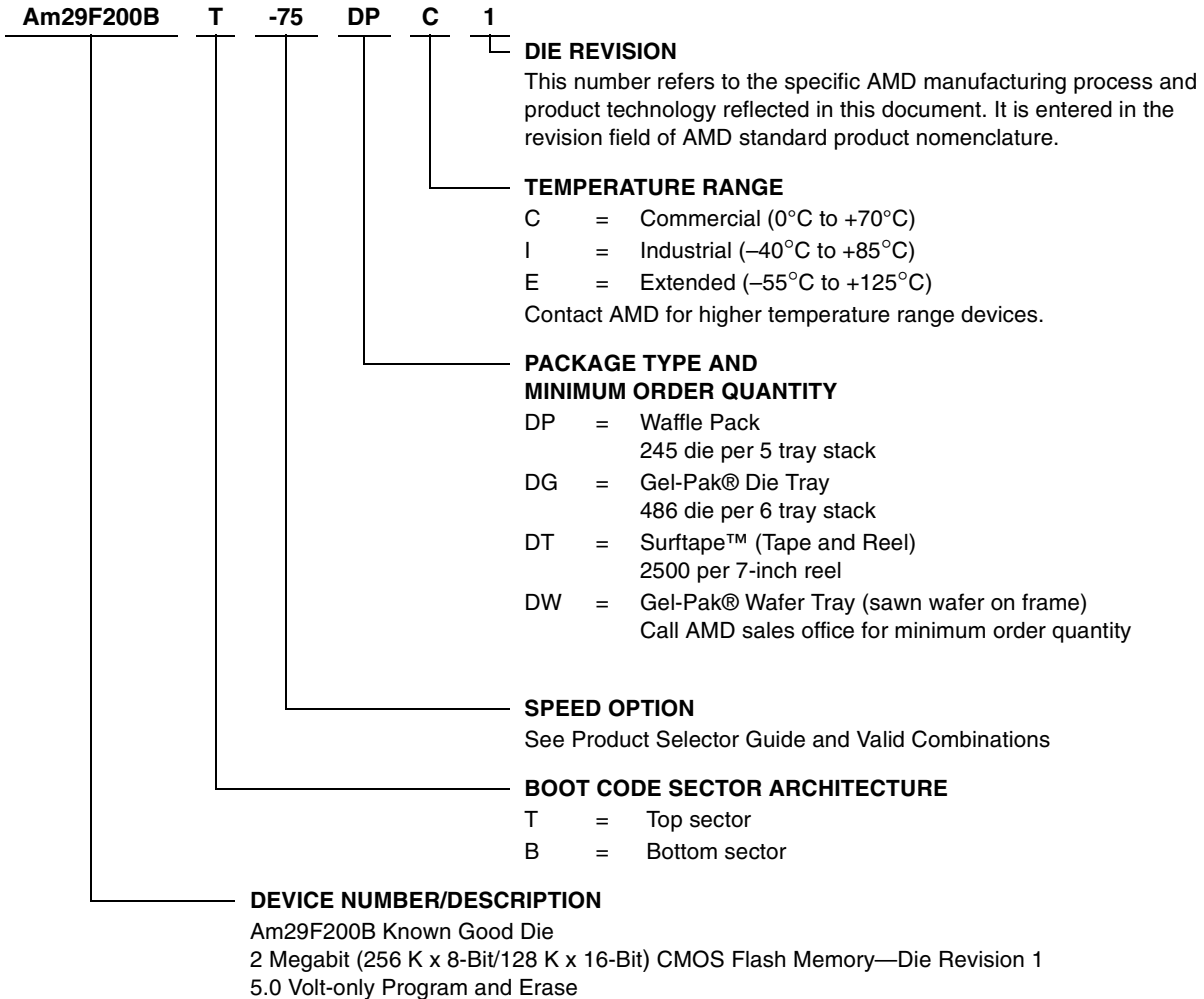 Am29F200B T -75 DP C 1
DIE REVISION
This number refers to the specific AMD manufacturing process and
product technology reflected in this document. It is entered in the
revision field of AMD standard product nomenclature.
TEMPERATURE RANGE
C = Commercial (0°C to +70°C)
I = Industrial (–40°C to +85°C)
E = Extended (–55°C to +125°C)
Contact AMD for higher temperature range devices.
PACKAGE TYPE AND
MINIMUM ORDER QUANTITY
DP = Waffle Pack
245 die per 5 tray stack
DG = Gel-Pak® Die Tray
486 die per 6 tray stack
DT = Surftape™ (Tape and Reel)
2500 per 7-inch reel
DW = Gel-Pak® Wafer Tray (sawn wafer on frame)
Call AMD sales office for minimum order quantity
SPEED OPTION
See Product Selector Guide and Valid Combinations
BOOT CODE SECTOR ARCHITECTURE
T = Top sector
B = Bottom sector
DEVICE NUMBER/DESCRIPTION
Am29F200B Known Good Die
2 Megabit (256 K x 8-Bit/128 K x 16-Bit) CMOS Flash Memory—Die Revision 1
5.0 Volt-only Program and Erase